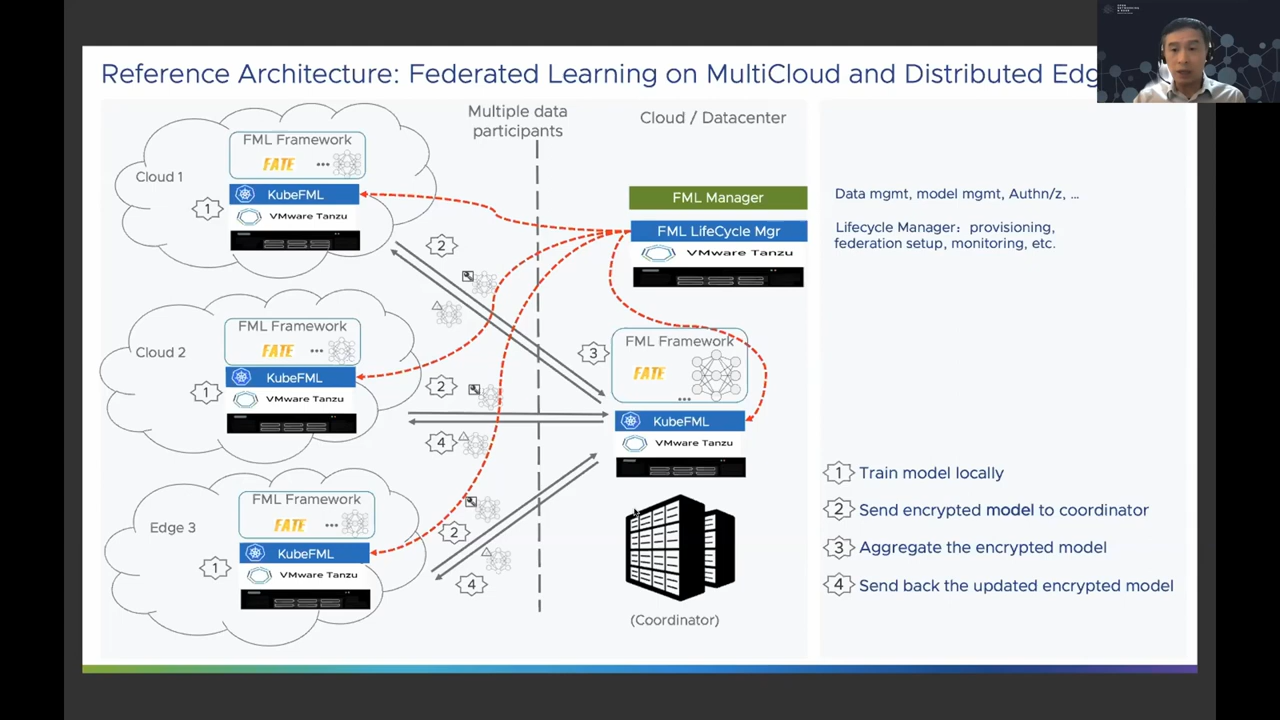 Reference Architecture: Federated Learning on MultiCloud and Distributed Edg
Multiple data
participants
Cloud / Datacenter
Cloud 1
FML Framework
FATE ...
KubeFML
1
VMware Tanzu
FML Manager
FML LifeCycle Mgr
VMware Tanzu
Data mgmt, model mgmt, Authn/z, ...
Lifecycle Manager: provisioning,
federation setup, monitoring, etc.
2
Cloud 2
FML Framework
FATE ...
KubeFML
1
VMware Tanzu
2
4
3
FML Framework
FATE
...
KubeFML
VMware Tanzu
Edge 3
FML Framework
FATE ...
KubeFML
1
VMware Tanzu
2
4
(Coordinator)
1 Train model locally
2 Send encrypted model to coordinator
3 Aggregate the encrypted model
4 Send back the updated encrypted model